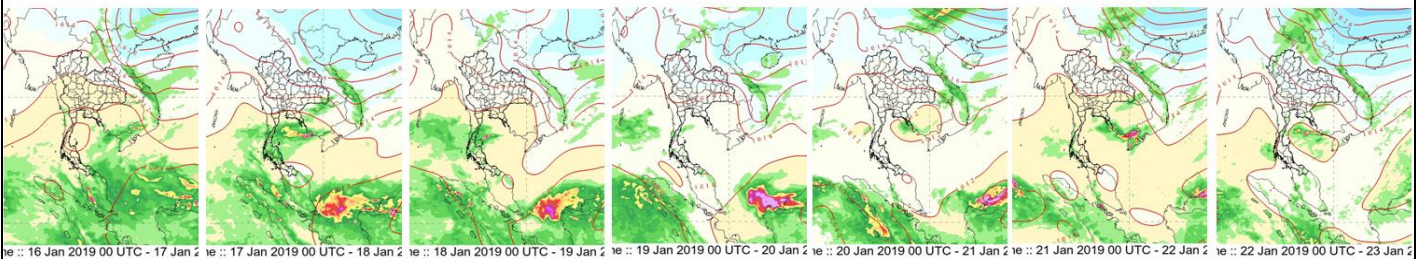 ne :: 16 Jan 2019 00 UTC - 17 Jan 2
ne :: 17 Jan 2019 00 UTC - 18 Jan 2
ne :: 18 Jan 2019 00 UTC - 19 Jan 2
ne :: 19 Jan 2019 00 UTC - 20 Jan 2
ne :: 20 Jan 2019 00 UTC - 21 Jan 2
ne :: 21 Jan 2019 00 UTC - 22 Jan 2
ne :: 22 Jan 2019 00 UTC - 23 Jan 2